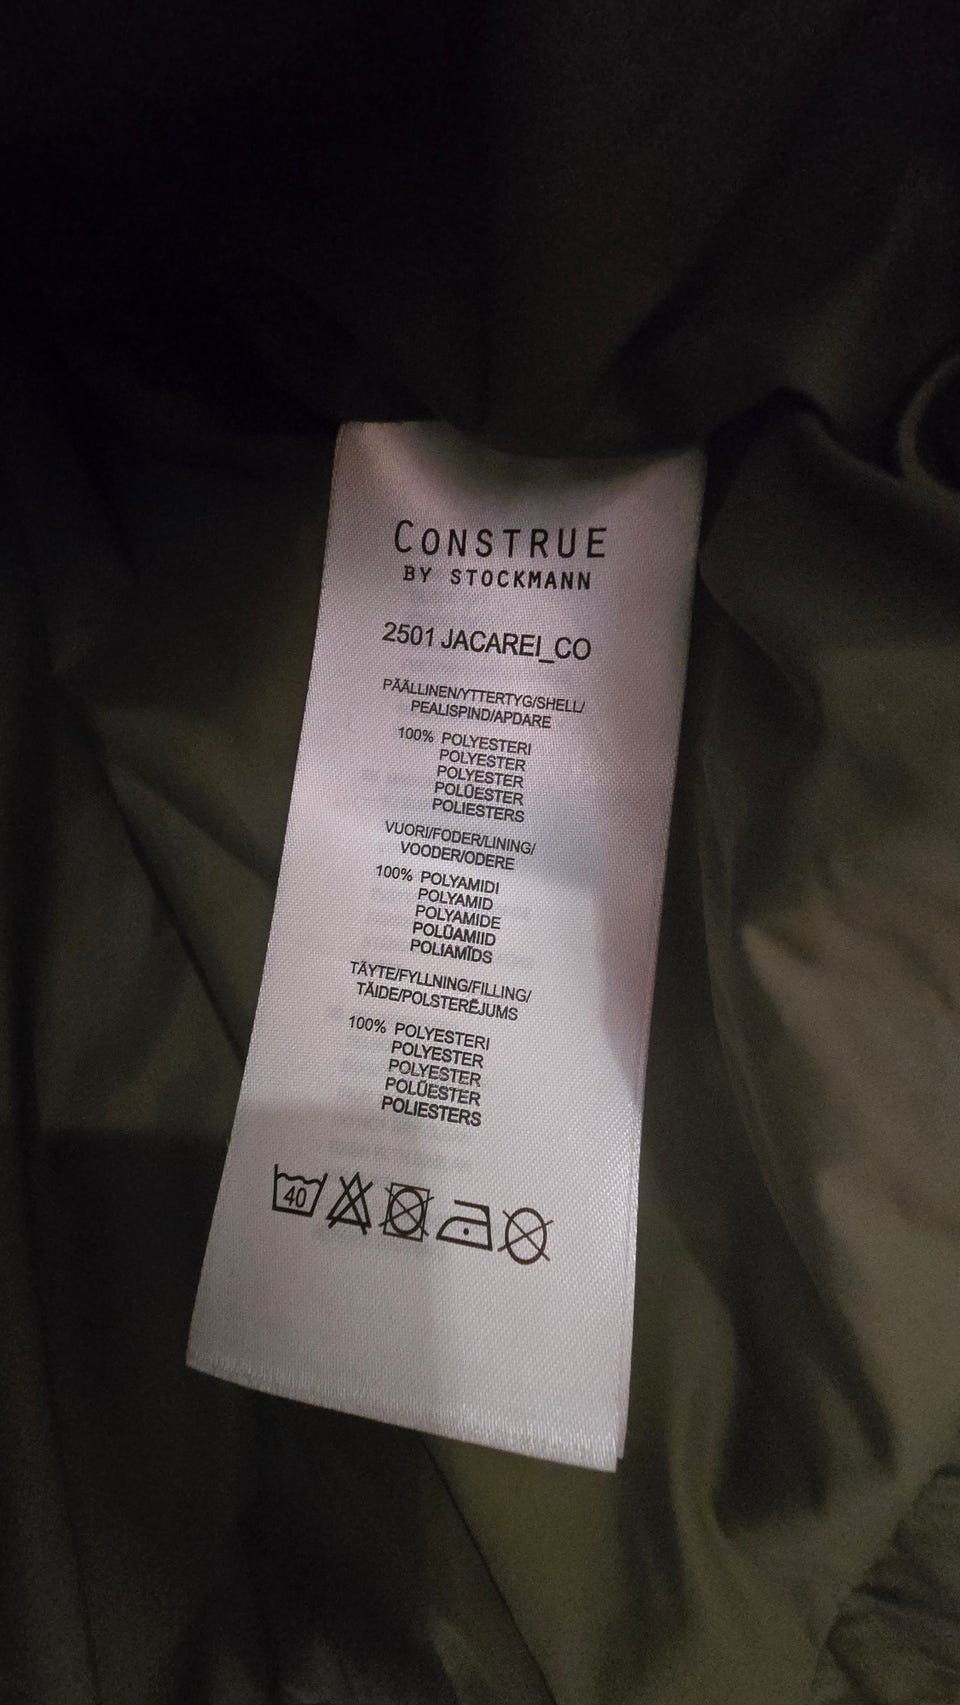 CONSTRUE
BY STOCKMANN
2501 JACAREI_CO
PÄÄLLINEN/YTTERTYG/SHELL/
PEALISPIND/APDARE
100% POLYESTERI
POLYESTER
POLYESTER
POLÜESTER
POLIESTERS
VUORI/FODER/LINING/
VOODER/ODERE
100% POLYAMIDI
POLYAMID
POLYAMIDE
POLÜAMIID
POLIAMĪDS
TÄYTE/FYLLNING/FILLING/
TÄIDE/POLSTERĒJUMS
100% POLYESTERI
POLYESTER
POLYESTER
POLÜESTER
POLIESTERS
40